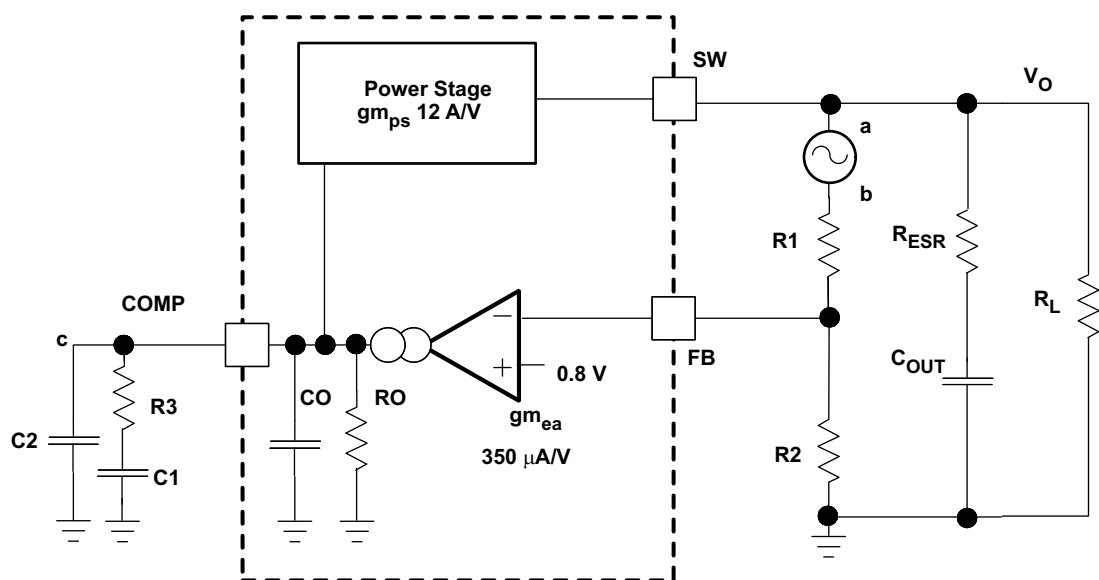 Power Stage
gm_ps 12 A/V
SW
V_O
a
b
R1
R_ESR
R_L
COMP
c
FB
C_OUT
−
+
0.8 V
CO
RO
R3
C2
C1
gm_ea
350 μA/V
R2